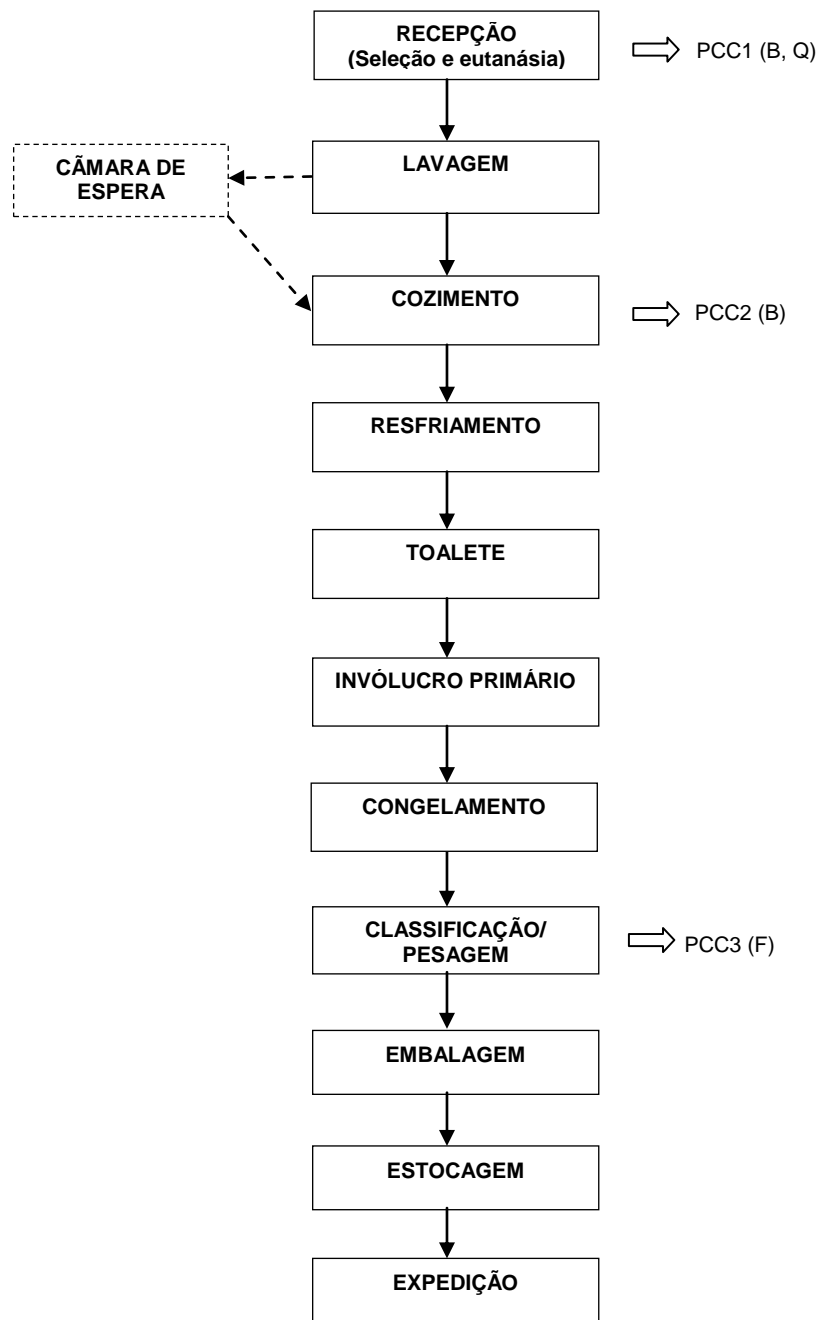 RECEPÇÃO
(Seleção e eutanásia)
PCC1 (B, Q)
LAVAGEM
CÃMARA DE
ESPERA
COZIMENTO
PCC2 (B)
RESFRIAMENTO
TOALETE
INVÓLUCRO PRIMÁRIO
CONGELAMENTO
CLASSIFICAÇÃO/
PESAGEM
PCC3 (F)
EMBALAGEM
ESTOCAGEM
EXPEDIÇÃO